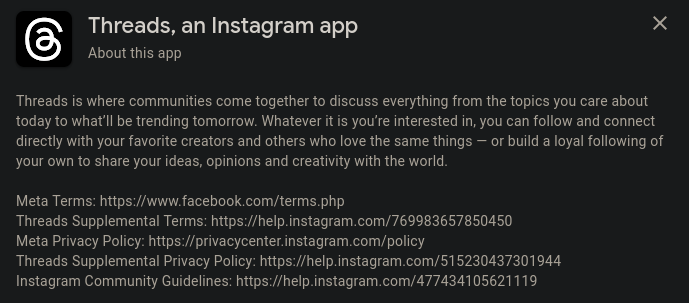 Threads, an Instagram app
About this app
Threads is where communities come together to discuss everything from the topics you care about
today to what’ll be trending tomorrow. Whatever it is you’re interested in, you can follow and connect
directly with your favorite creators and others who love the same things — or build a loyal following of
your own to share your ideas, opinions and creativity with the world.
Meta Terms: https://www.facebook.com/terms.php
Threads Supplemental Terms: https://help.instagram.com/769983657850450
Meta Privacy Policy: https://privacycenter.instagram.com/policy
Threads Supplemental Privacy Policy: https://help.instagram.com/515230437301944
Instagram Community Guidelines: https://help.instagram.com/477434105621119